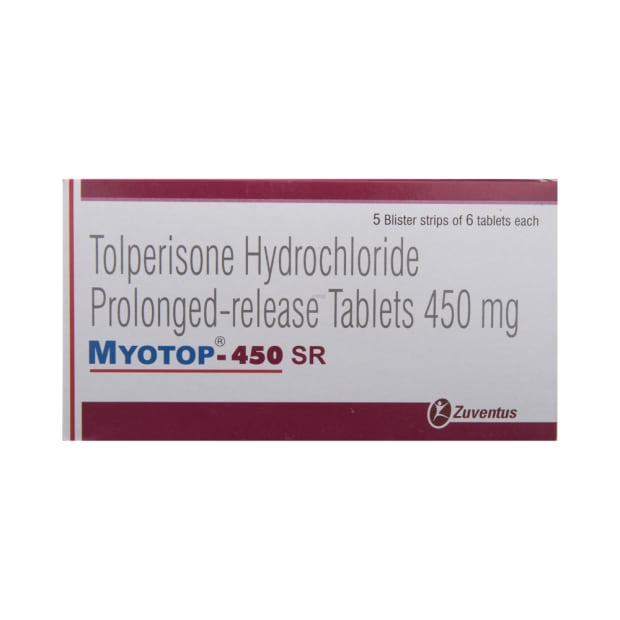 5 Blister strips of 6 tablets each
Tolperisone Hydrochloride
Prolonged-release Tablets 450 mg
MYOTOP®-450 SR
Zuventus